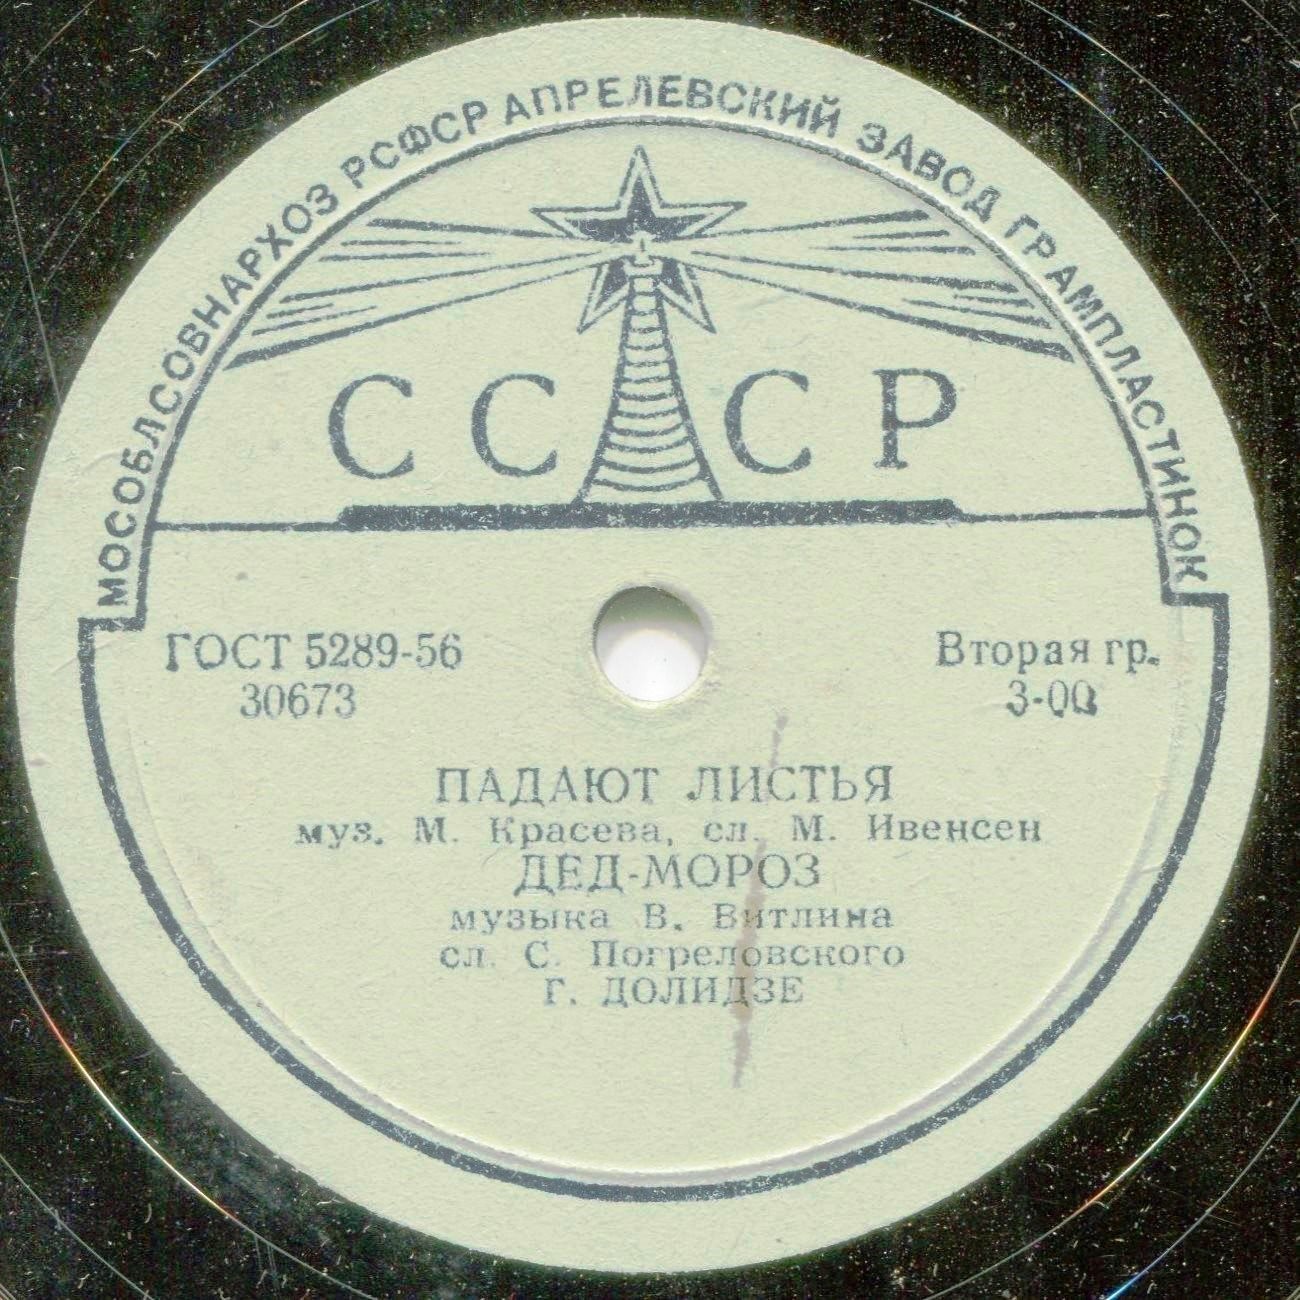 МОСОБЛСОВНАРХОЗ РСФСР АПРЕЛЕВСКИЙ ЗАВОД ГРАМПЛАСТИНОК
СССР
ГОСТ 5289-56
30673
Вторая гр.
3-00
ПАДАЮТ ЛИСТЬЯ
муз. М. Красева, сл. М. Ивенсен
ДЕД-МОРОЗ
музыка В. Витлина
сл. С. Погреловского
Г. ДОЛИДЗЕ